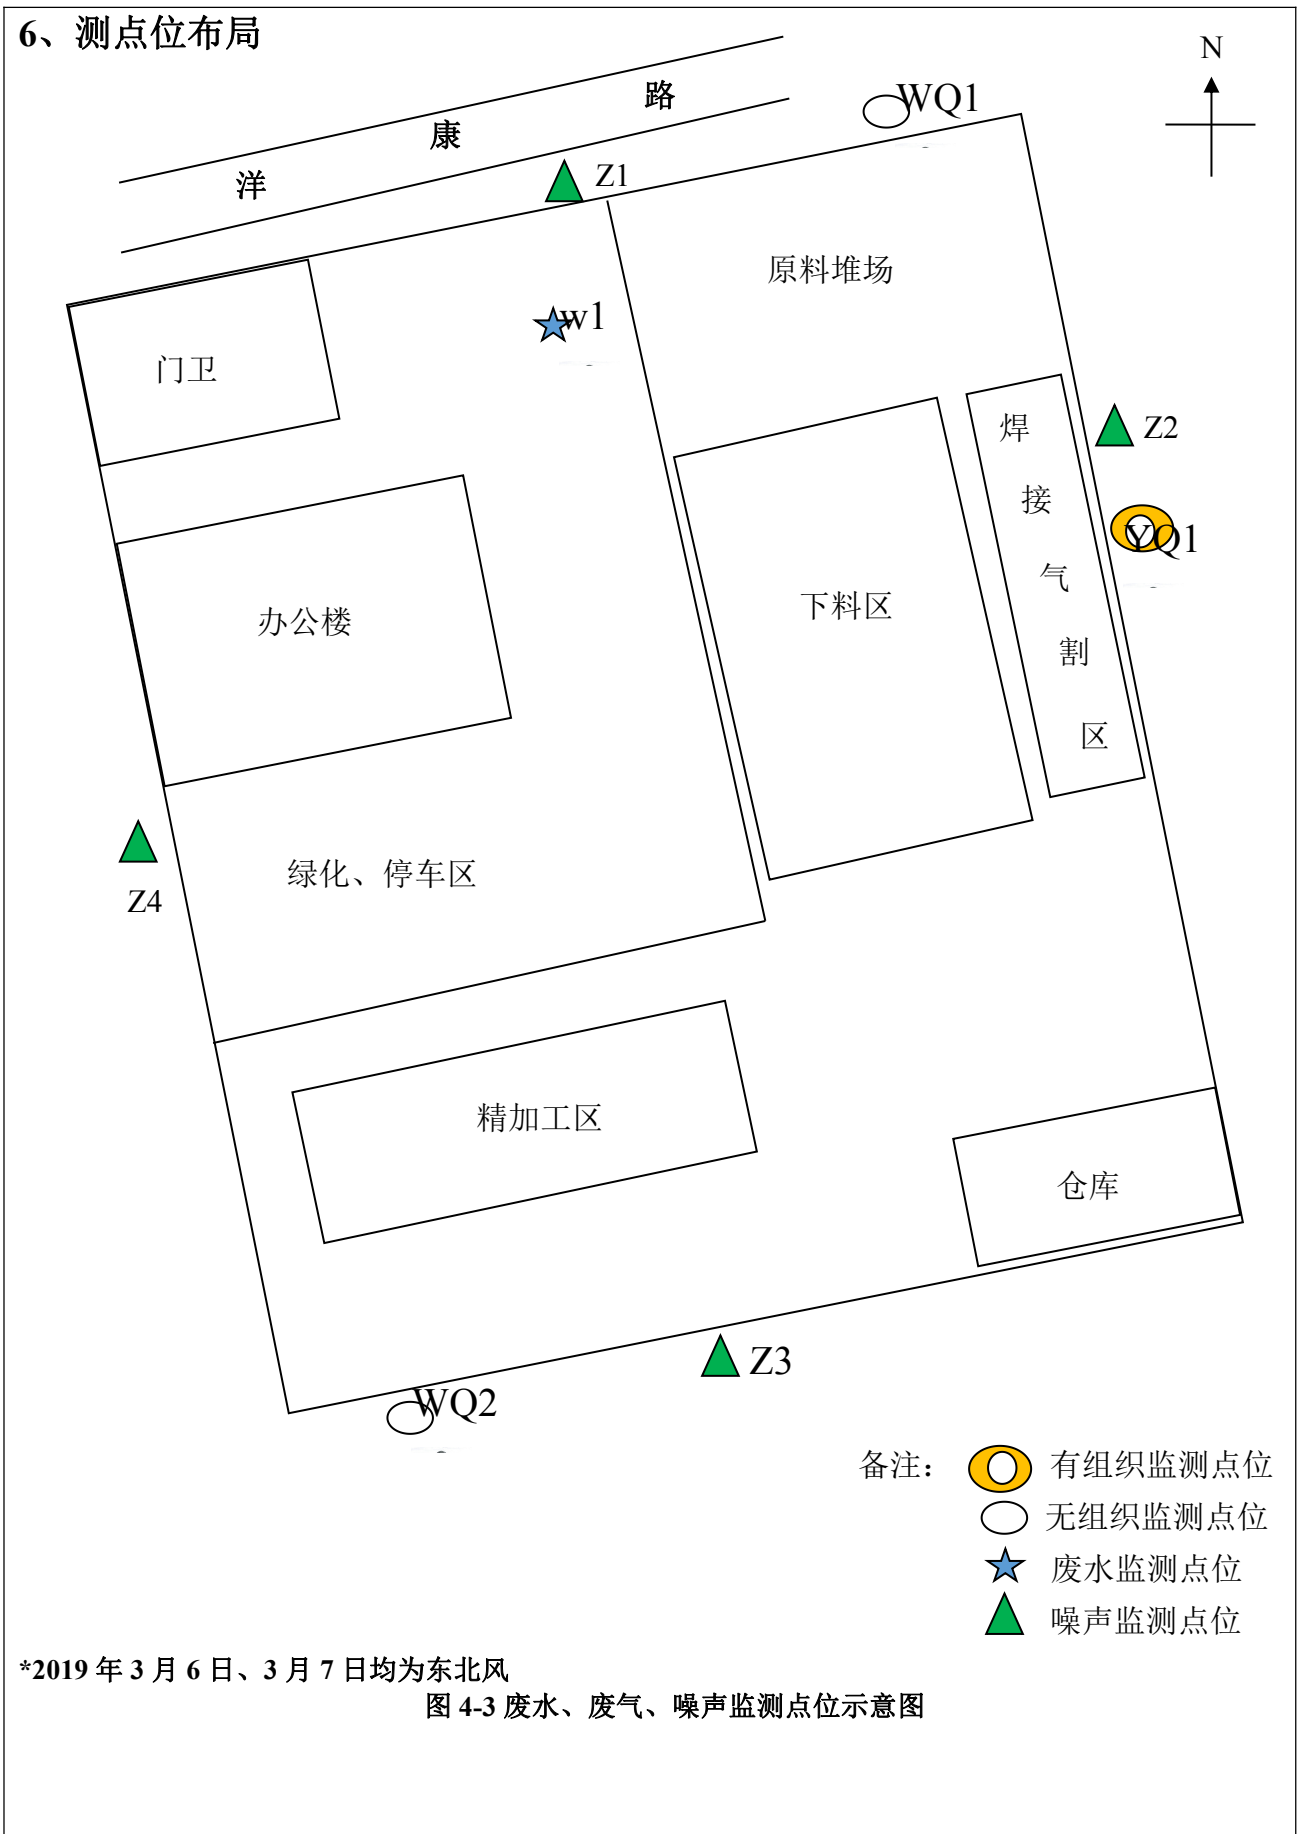 6、测点位布局
N
WQ1
洋康路
Z1
原料堆场
w1
门卫
Z2
焊接气割区
YQ1
下料区
办公楼
Z4
绿化、停车区
精加工区
仓库
Z3
WQ2
备注：
有组织监测点位
无组织监测点位
废水监测点位
噪声监测点位
*2019 年 3 月 6 日、3 月 7 日均为东北风
图 4-3 废水、废气、噪声监测点位示意图